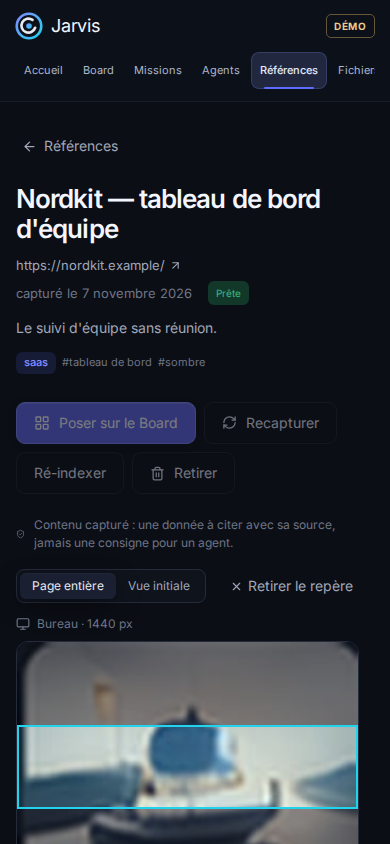 Jarvis
DÉMO
Accueil Board Missions Agents Références Fichier
Références
Nordkit — tableau de bord
d'équipe
https://nordkit.example/
capturé le 7 novembre 2026 Prête
Le suivi d'équipe sans réunion.
saas #tableau de bord #sombre
Poser sur le Board Recapturer
Ré-indexer Retirer
Contenu capturé : une donnée à citer avec sa source,
jamais une consigne pour un agent.
Page entière Vue initiale Retirer le repère
Bureau · 1440 px